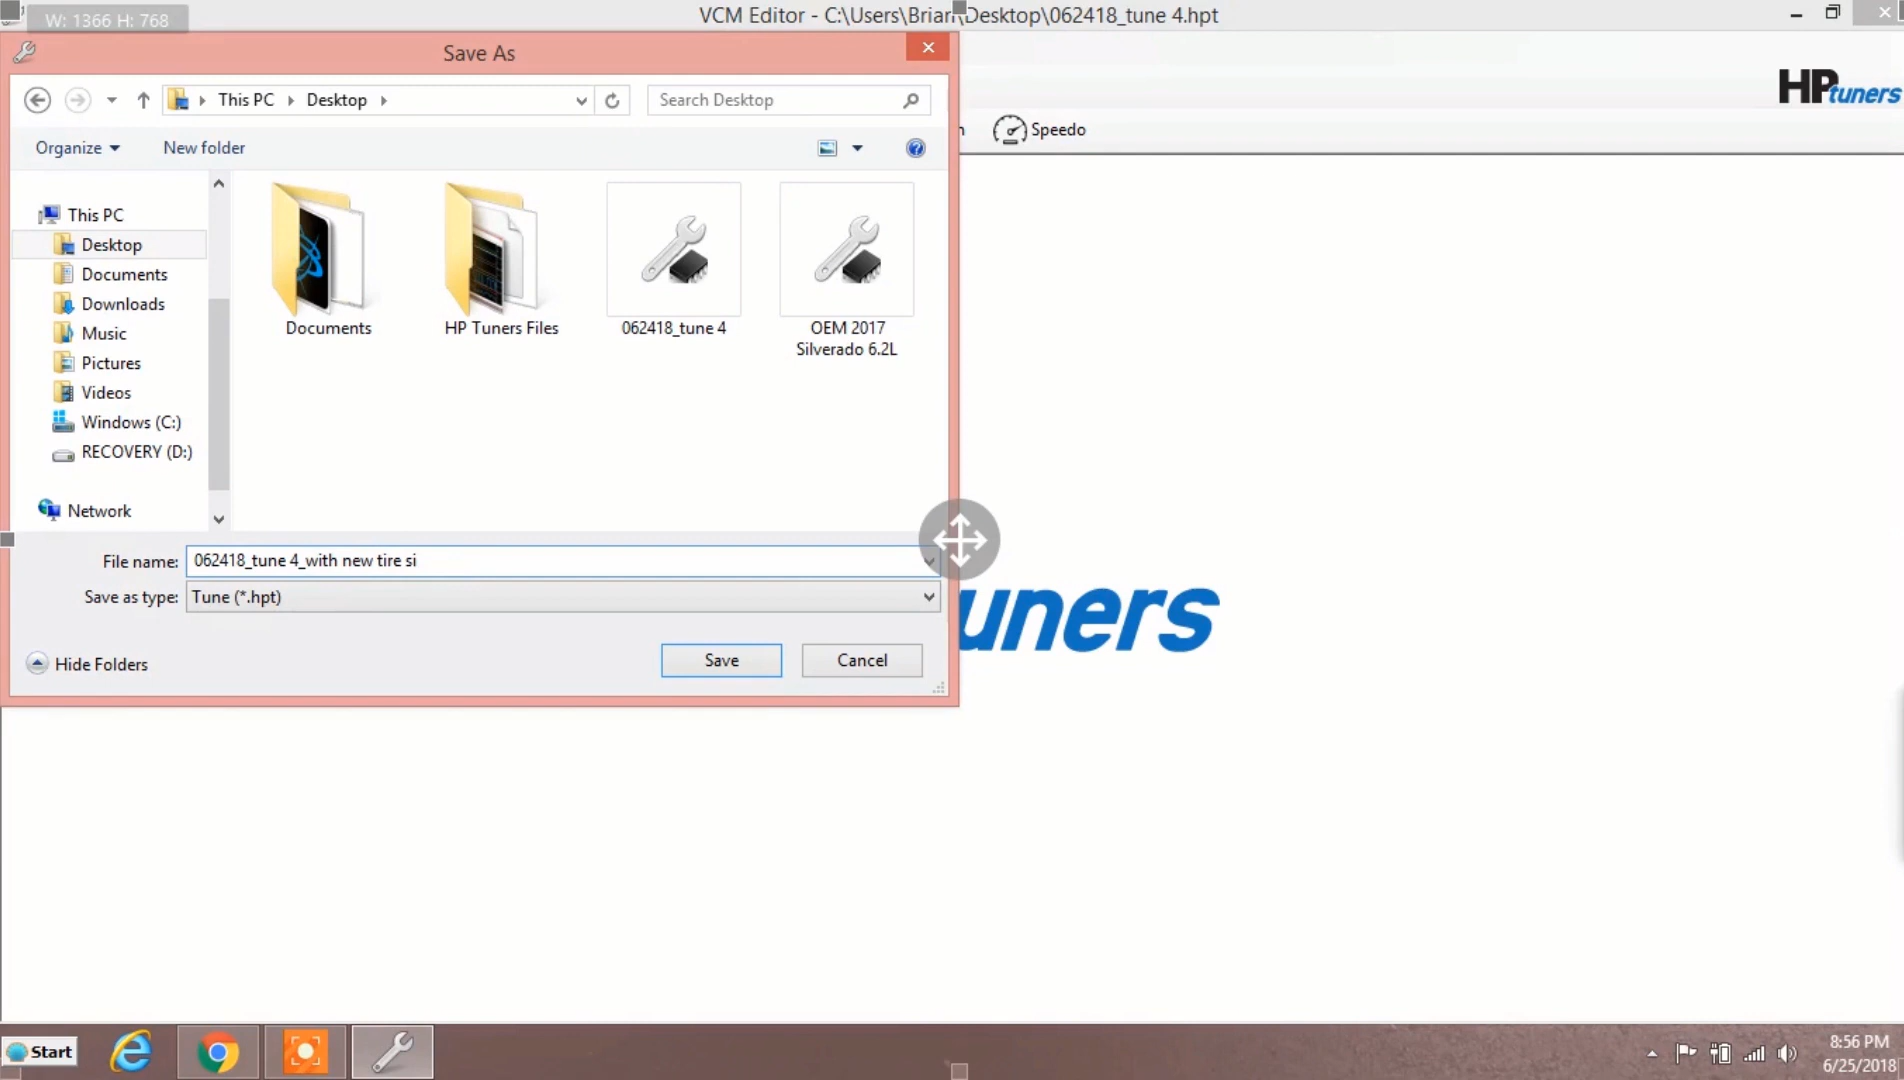 W: 1366 H: 768
VCM Editor - C:\Users\Brian\Desktop\062418_tune 4.hpt
Save As
HPtuners
This PC
Desktop
Search Desktop
Speedo
Organize
New folder
This PC
Desktop
Documents
Downloads
Music
Pictures
Videos
Windows (C:)
RECOVERY (D:)
Network
Documents
HP Tuners Files
062418_tune 4
OEM 2017
Silverado 6.2L
File name: 062418_tune 4_with new tire si
Save as type: Tune (*.hpt)
Hide Folders
Save
Cancel
uners
Start
8:56 PM
6/25/2018